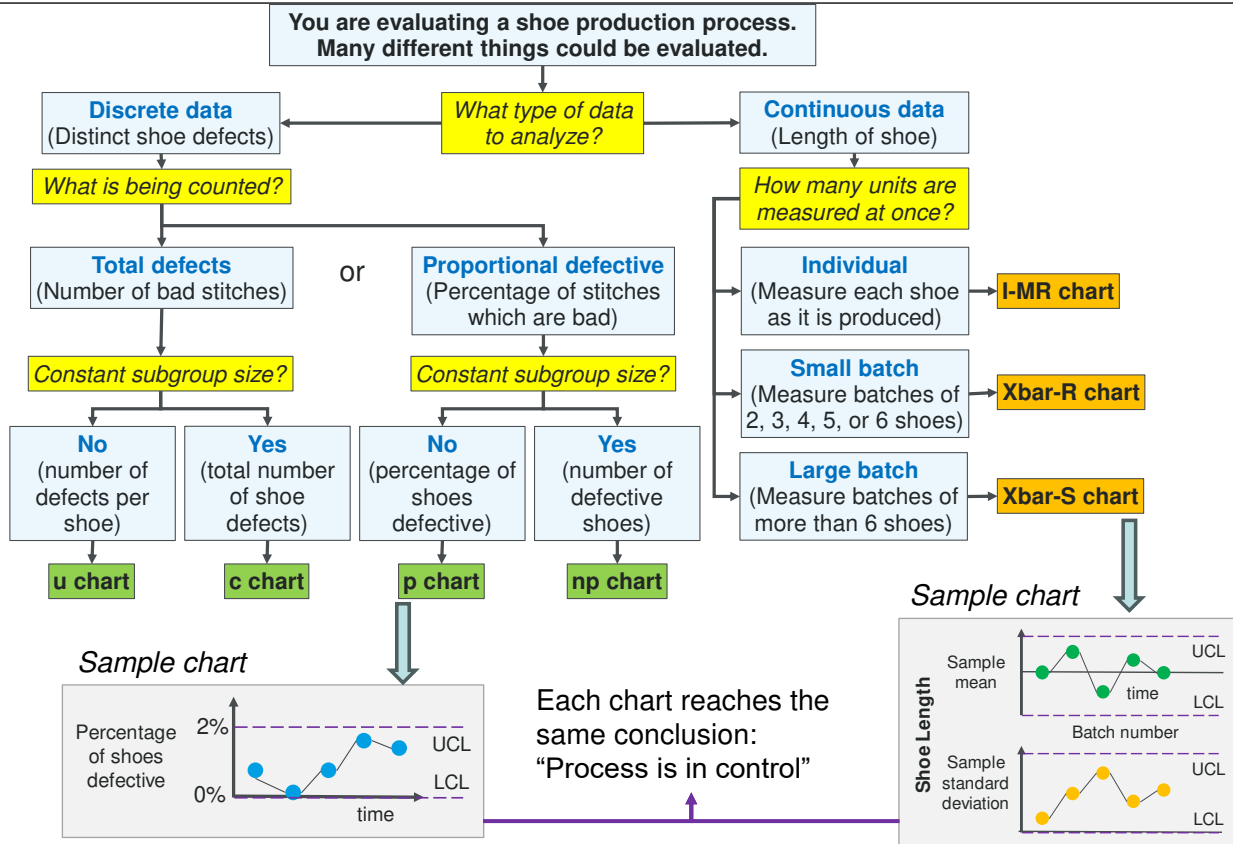 You are evaluating a shoe production process.
Many different things could be evaluated.
Discrete data
(Distinct shoe defects)
What type of data
to analyze?
Continuous data
(Length of shoe)
What is being counted?
How many units are
measured at once?
Total defects
(Number of bad stitches)
or
Proportional defective
(Percentage of stitches
which are bad)
Individual
(Measure each shoe
as it is produced)
I-MR chart
Constant subgroup size?
Constant subgroup size?
Small batch
(Measure batches of
2, 3, 4, 5, or 6 shoes)
Xbar-R chart
No
(number of
defects per
shoe)
Yes
(total number
of shoe
defects)
No
(percentage of
shoes
defective)
Yes
(number of
defective
shoes)
Large batch
(Measure batches of
more than 6 shoes)
Xbar-S chart
u chart
c chart
p chart
np chart
Sample chart
Percentage
of shoes
defective
2%
0%
UCL
LCL
time
Each chart reaches the
same conclusion:
“Process is in control”
Sample chart
Shoe Length
Sample
mean
UCL
time
LCL
Batch number
Sample
standard
deviation
UCL
LCL